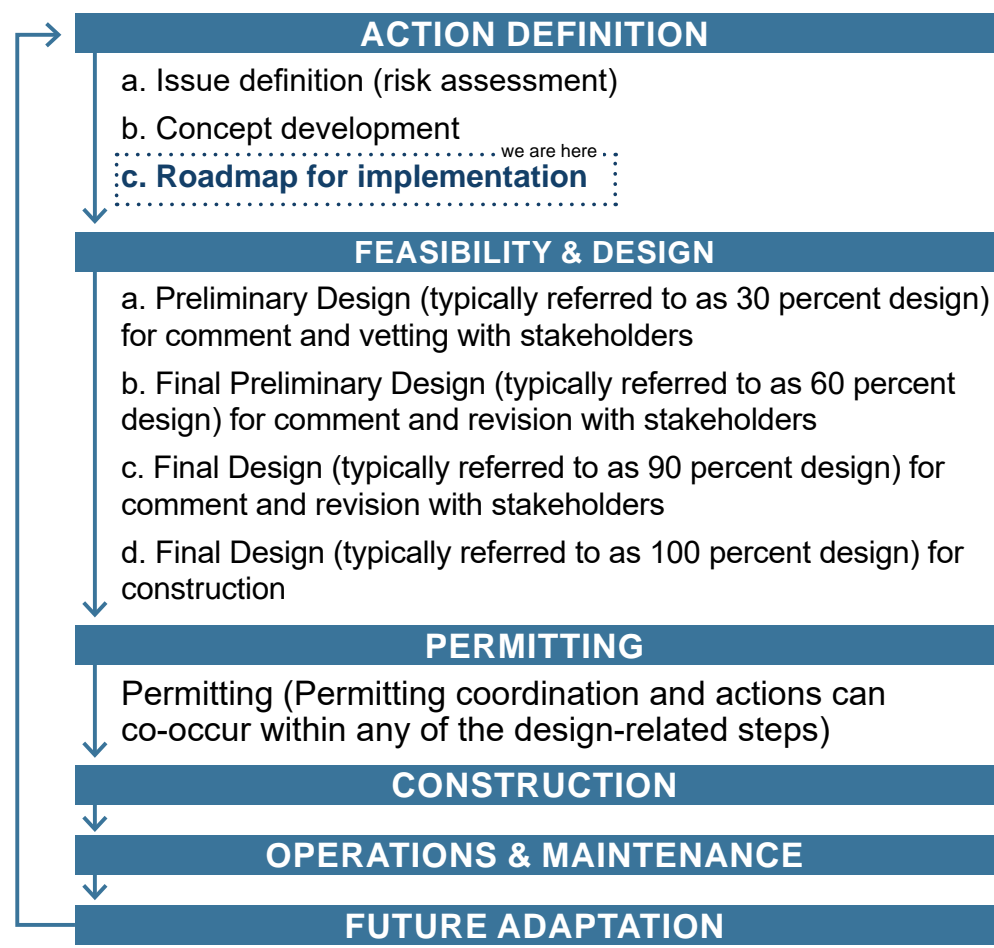 ACTION DEFINITION
a. Issue definition (risk assessment)
b. Concept development
we are here
c. Roadmap for implementation
FEASIBILITY & DESIGN
a. Preliminary Design (typically referred to as 30 percent design)
for comment and vetting with stakeholders
b. Final Preliminary Design (typically referred to as 60 percent
design) for comment and revision with stakeholders
c. Final Design (typically referred to as 90 percent design) for
comment and revision with stakeholders
d. Final Design (typically referred to as 100 percent design) for
construction
PERMITTING
Permitting (Permitting coordination and actions can
co-occur within any of the design-related steps)
CONSTRUCTION
OPERATIONS & MAINTENANCE
FUTURE ADAPTATION